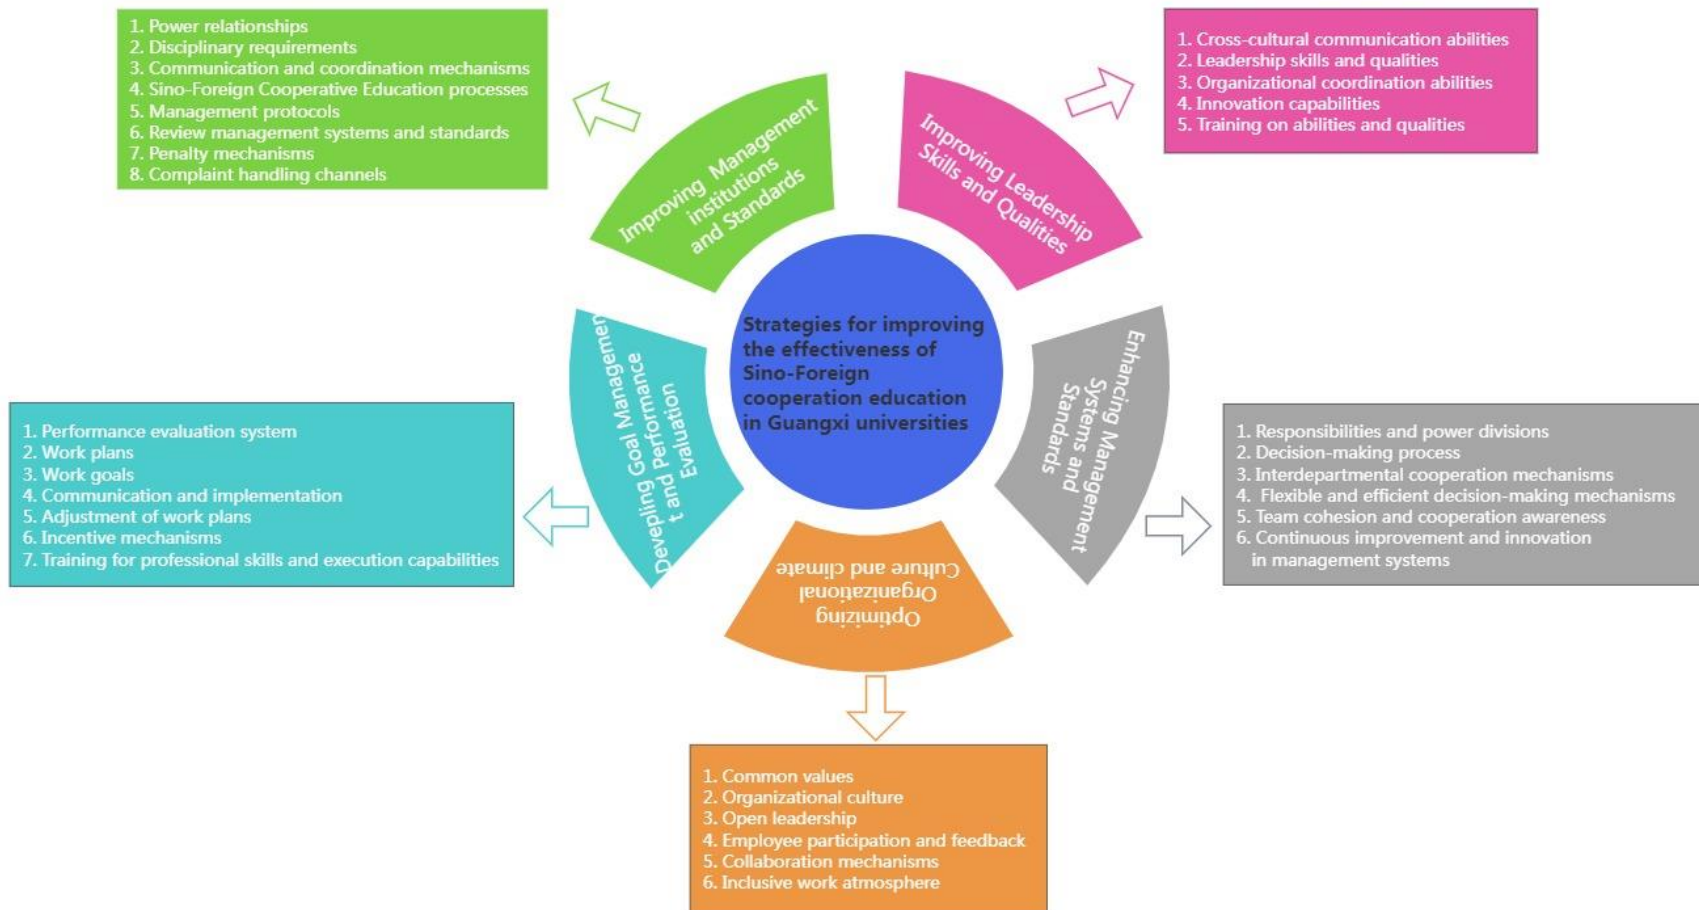 1. Power relationships
2. Disciplinary requirements
3. Communication and coordination mechanisms
4. Sino-Foreign Cooperative Education processes
5. Management protocols
6. Review management systems and standards
7. Penalty mechanisms
8. Complaint handling channels
Improving Management
institutions
and Standards
Improving Leadership
Skills and Qualities
1. Cross-cultural communication abilities
2. Leadership skills and qualities
3. Organizational coordination abilities
4. Innovation capabilities
5. Training on abilities and qualities
Strategies for improving
the effectiveness of
Sino-Foreign
cooperation education
in Guangxi universities
Developling Goal Managemen
t and Performance
Evaluation
1. Performance evaluation system
2. Work plans
3. Work goals
4. Communication and implementation
5. Adjustment of work plans
6. Incentive mechanisms
7. Training for professional skills and execution capabilities
Enhancing Management
Systems and
Standards
1. Responsibilities and power divisions
2. Decision-making process
3. Interdepartmental cooperation mechanisms
4. Flexible and efficient decision-making mechanisms
5. Team cohesion and cooperation awareness
6. Continuous improvement and innovation
in management systems
Optimizing
Organizational
Culture and climate
1. Common values
2. Organizational culture
3. Open leadership
4. Employee participation and feedback
5. Collaboration mechanisms
6. Inclusive work atmosphere